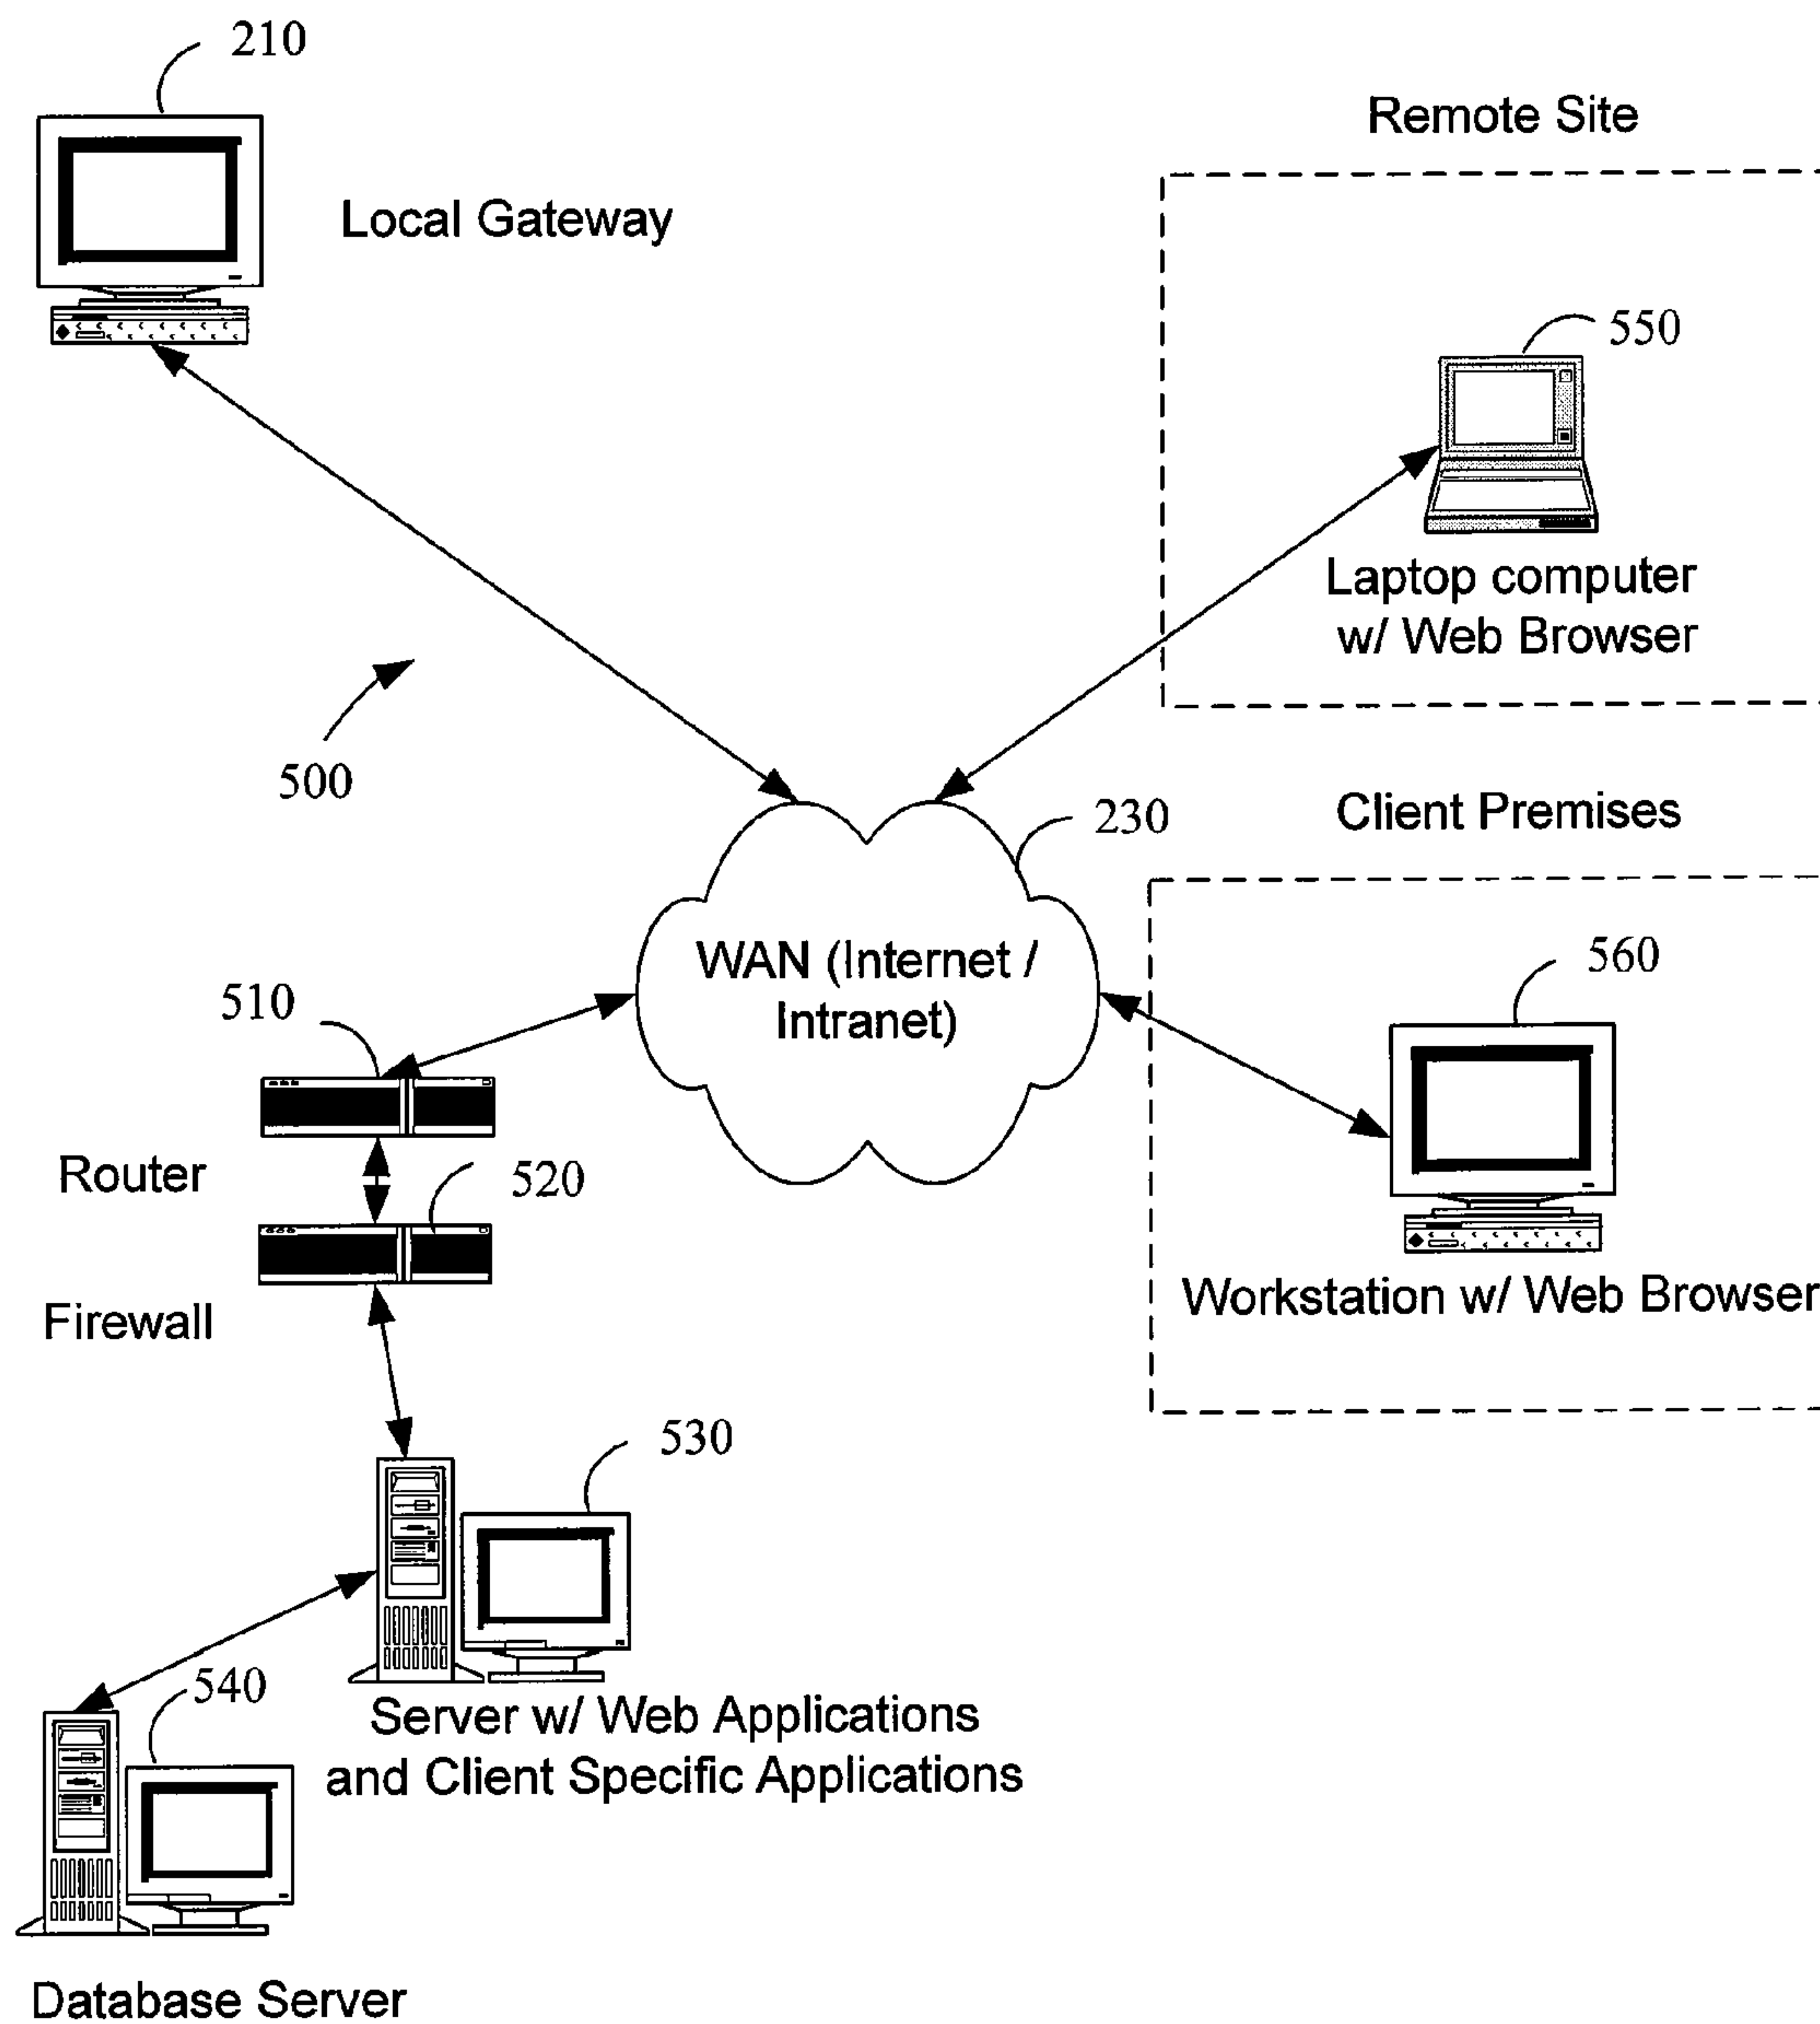 210
Remote Site
Local Gateway
550
Laptop computer
w/ Web Browser
500
230
Client Premises
WAN (Internet /
Intranet)
560
510
Router
520
Workstation w/ Web Browser
Firewall
530
540
Server w/ Web Applications
and Client Specific Applications
Database Server